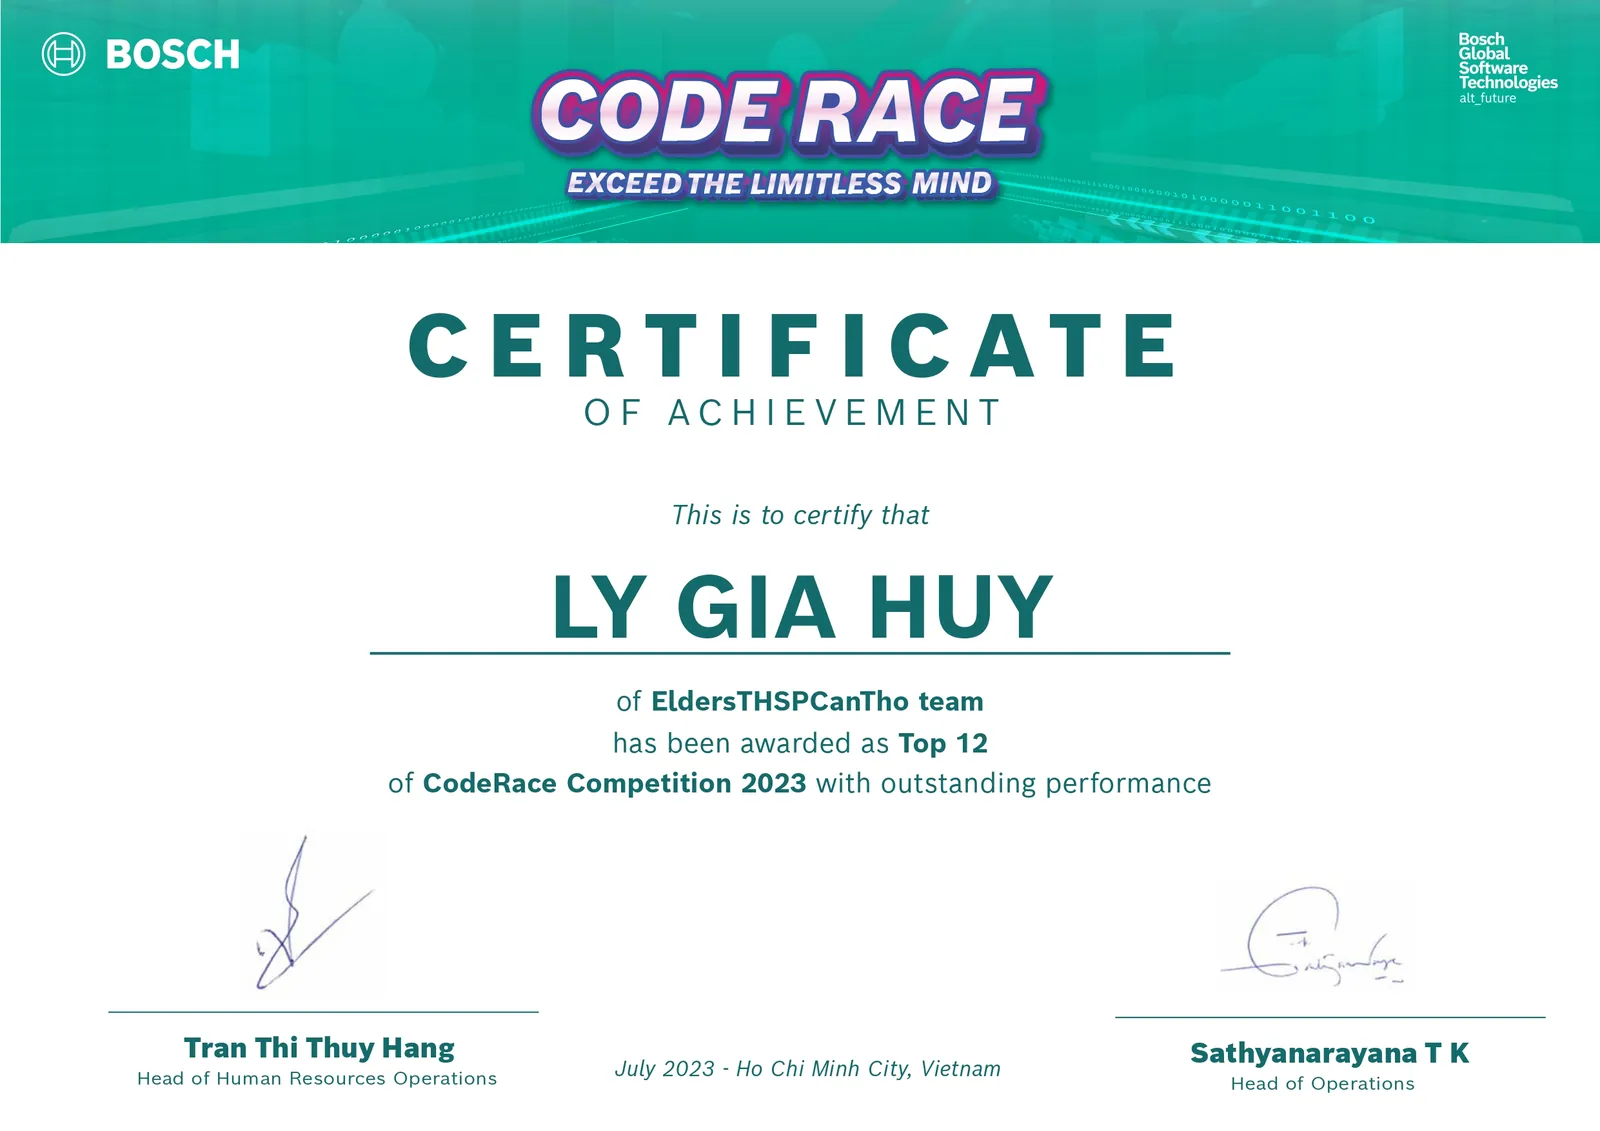 BOSCH
Bosch
Global
Software
Technologies
alt_future
CODE RACE
EXCEED THE LIMITLESS MIND
CERTIFICATE
OF ACHIEVEMENT
This is to certify that
LY GIA HUY
of EldersTHSPCanTho team
has been awarded as Top 12
of CodeRace Competition 2023 with outstanding performance
Tran Thi Thuy Hang
Head of Human Resources Operations
July 2023 - Ho Chi Minh City, Vietnam
Sathyanarayana T K
Head of Operations